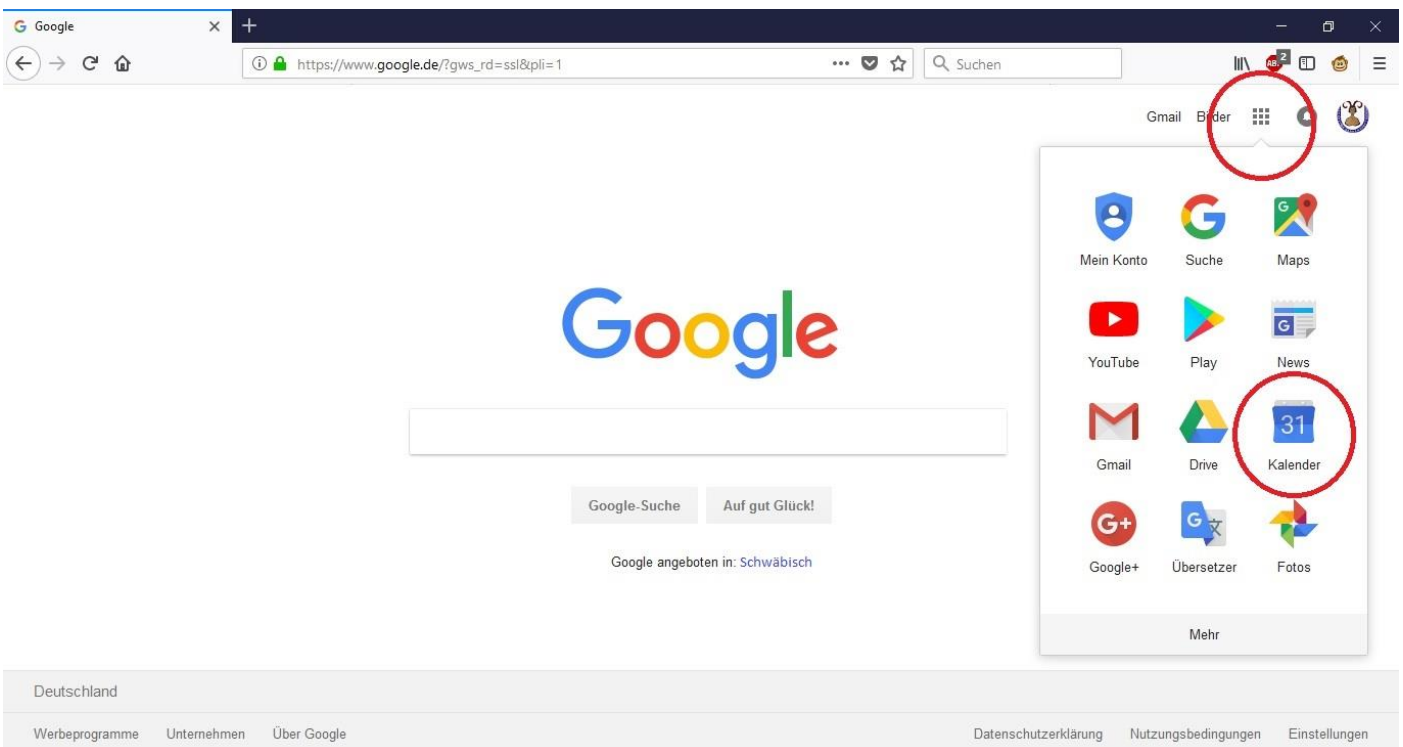 Google
https://www.google.de/?gws_rd=ssl&pli=1
Suchen
ABP 2
Gmail Bilder
Mein Konto Suche Maps
YouTube Play News
31
Gmail Drive Kalender
G+
Google+ Übersetzer Fotos
Mehr
Google
Google-Suche Auf gut Glück!
Google angeboten in: Schwäbisch
Deutschland
Werbeprogramme Unternehmen Über Google Datenschutzerklärung Nutzungsbedingungen Einstellungen